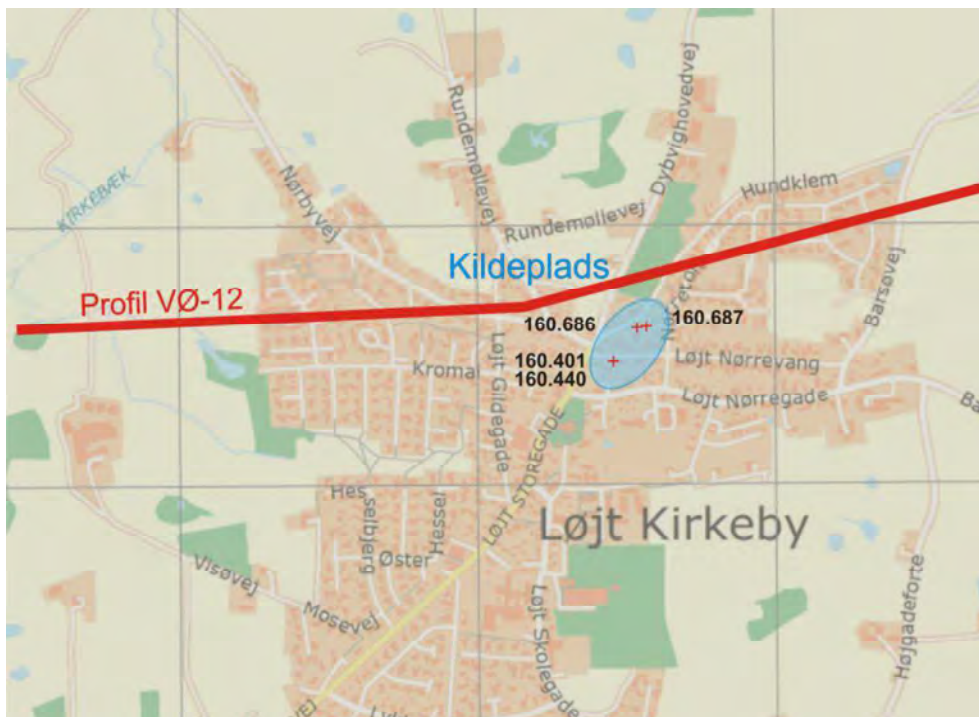 Rundemøllevej
Dybvighovedvej
KIRKEBÆK
Nørbyvej
Hundklem
Rundemøllevej
Kildeplads
Barsøvej
Profil VØ-12
160.686
160.687
Løjt Nørrevang
160.401
Kromai
160.440
Løjt Gildegade
Løjt Nørregade
LØJT STOREGADE
Hes
selbjerg
Hessel
Løjt Kirkeby
Øster
Visøvej
Mosevej
Løjt Skolegade
Højgadeforte
VEJ